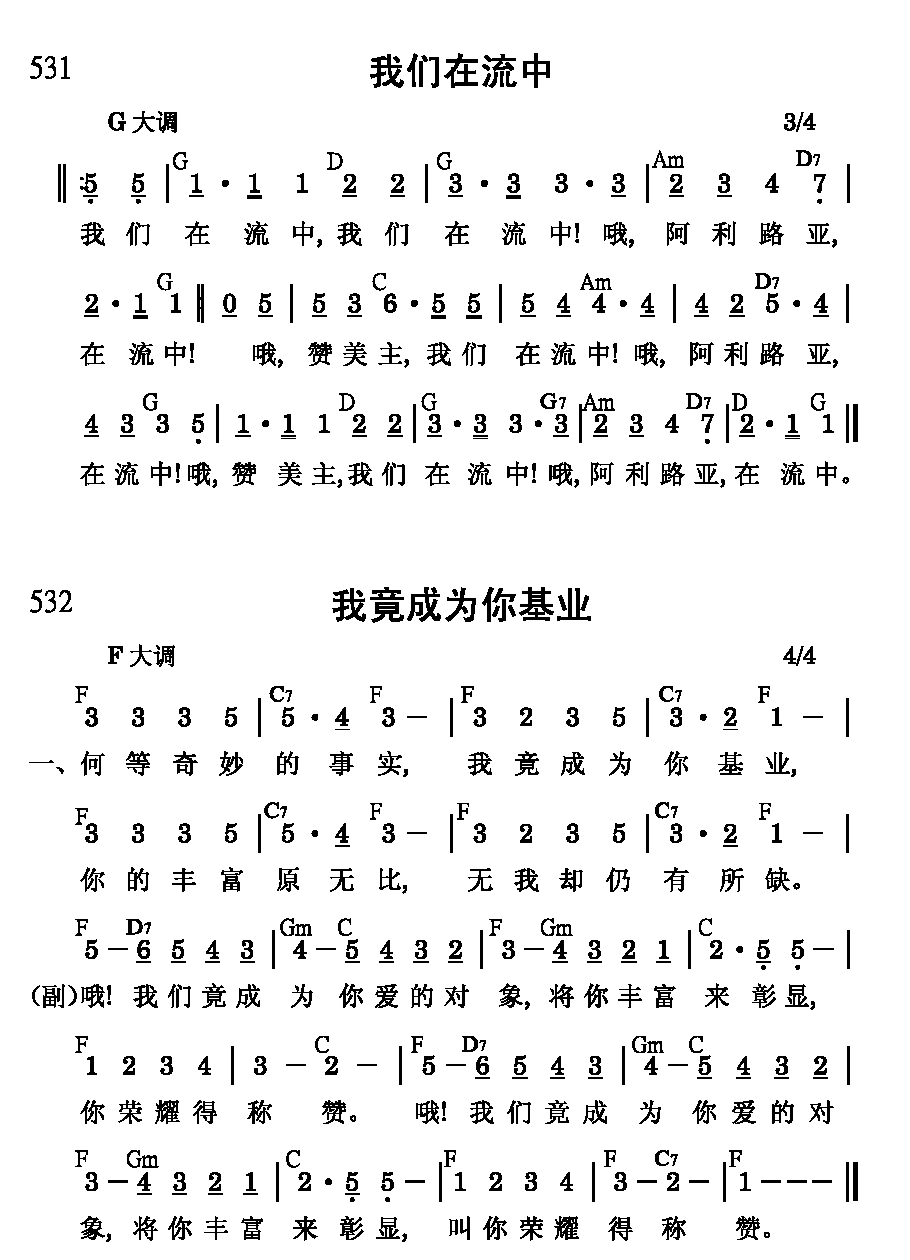 531 我们在流中
G 大调 3/4
G D G Am D7
‖: 5 5 | 1 · 1 1 2 2 | 3 · 3 3 · 3 | 2 3 4 7 |
我 们 在 流 中, 我 们 在 流 中! 哦, 阿 利 路 亚,
G C Am D7
2 · 1 1 ‖ 0 5 | 5 3 6 · 5 5 | 5 4 4 · 4 | 4 2 5 · 4 |
在 流 中! 哦, 赞 美 主, 我 们 在 流 中! 哦, 阿 利 路 亚,
G D G G7 Am D7 D G
4 3 3 5 | 1 · 1 1 2 2 | 3 · 3 3 · 3 | 2 3 4 7 | 2 · 1 1 ‖
在 流 中! 哦, 赞 美 主, 我 们 在 流 中! 哦, 阿 利 路 亚, 在 流 中。
532 我竟成为你基业
F 大调 4/4
F C7 F F C7 F
3 3 3 5 | 5 · 4 3 – | 3 2 3 5 | 3 · 2 1 – |
一、何 等 奇 妙 的 事 实, 我 竟 成 为 你 基 业,
F C7 F F C7 F
3 3 3 5 | 5 · 4 3 – | 3 2 3 5 | 3 · 2 1 – |
你 的 丰 富 原 无 比, 无 我 却 仍 有 所 缺。
F D7 Gm C F Gm C
5 – 6 5 4 3 | 4 – 5 4 3 2 | 3 – 4 3 2 1 | 2 · 5 5 – |
(副)哦! 我 们 竟 成 为 你 爱 的 对 象, 将 你 丰 富 来 彰 显,
F C F D7 Gm C
1 2 3 4 | 3 – 2 – | 5 – 6 5 4 3 | 4 – 5 4 3 2 |
你 荣 耀 得 称 赞。 哦! 我 们 竟 成 为 你 爱 的 对
F Gm C F F C7 F
3 – 4 3 2 1 | 2 · 5 5 – | 1 2 3 4 | 3 – 2 – | 1 – – – ‖
象, 将 你 丰 富 来 彰 显, 叫 你 荣 耀 得 称 赞。